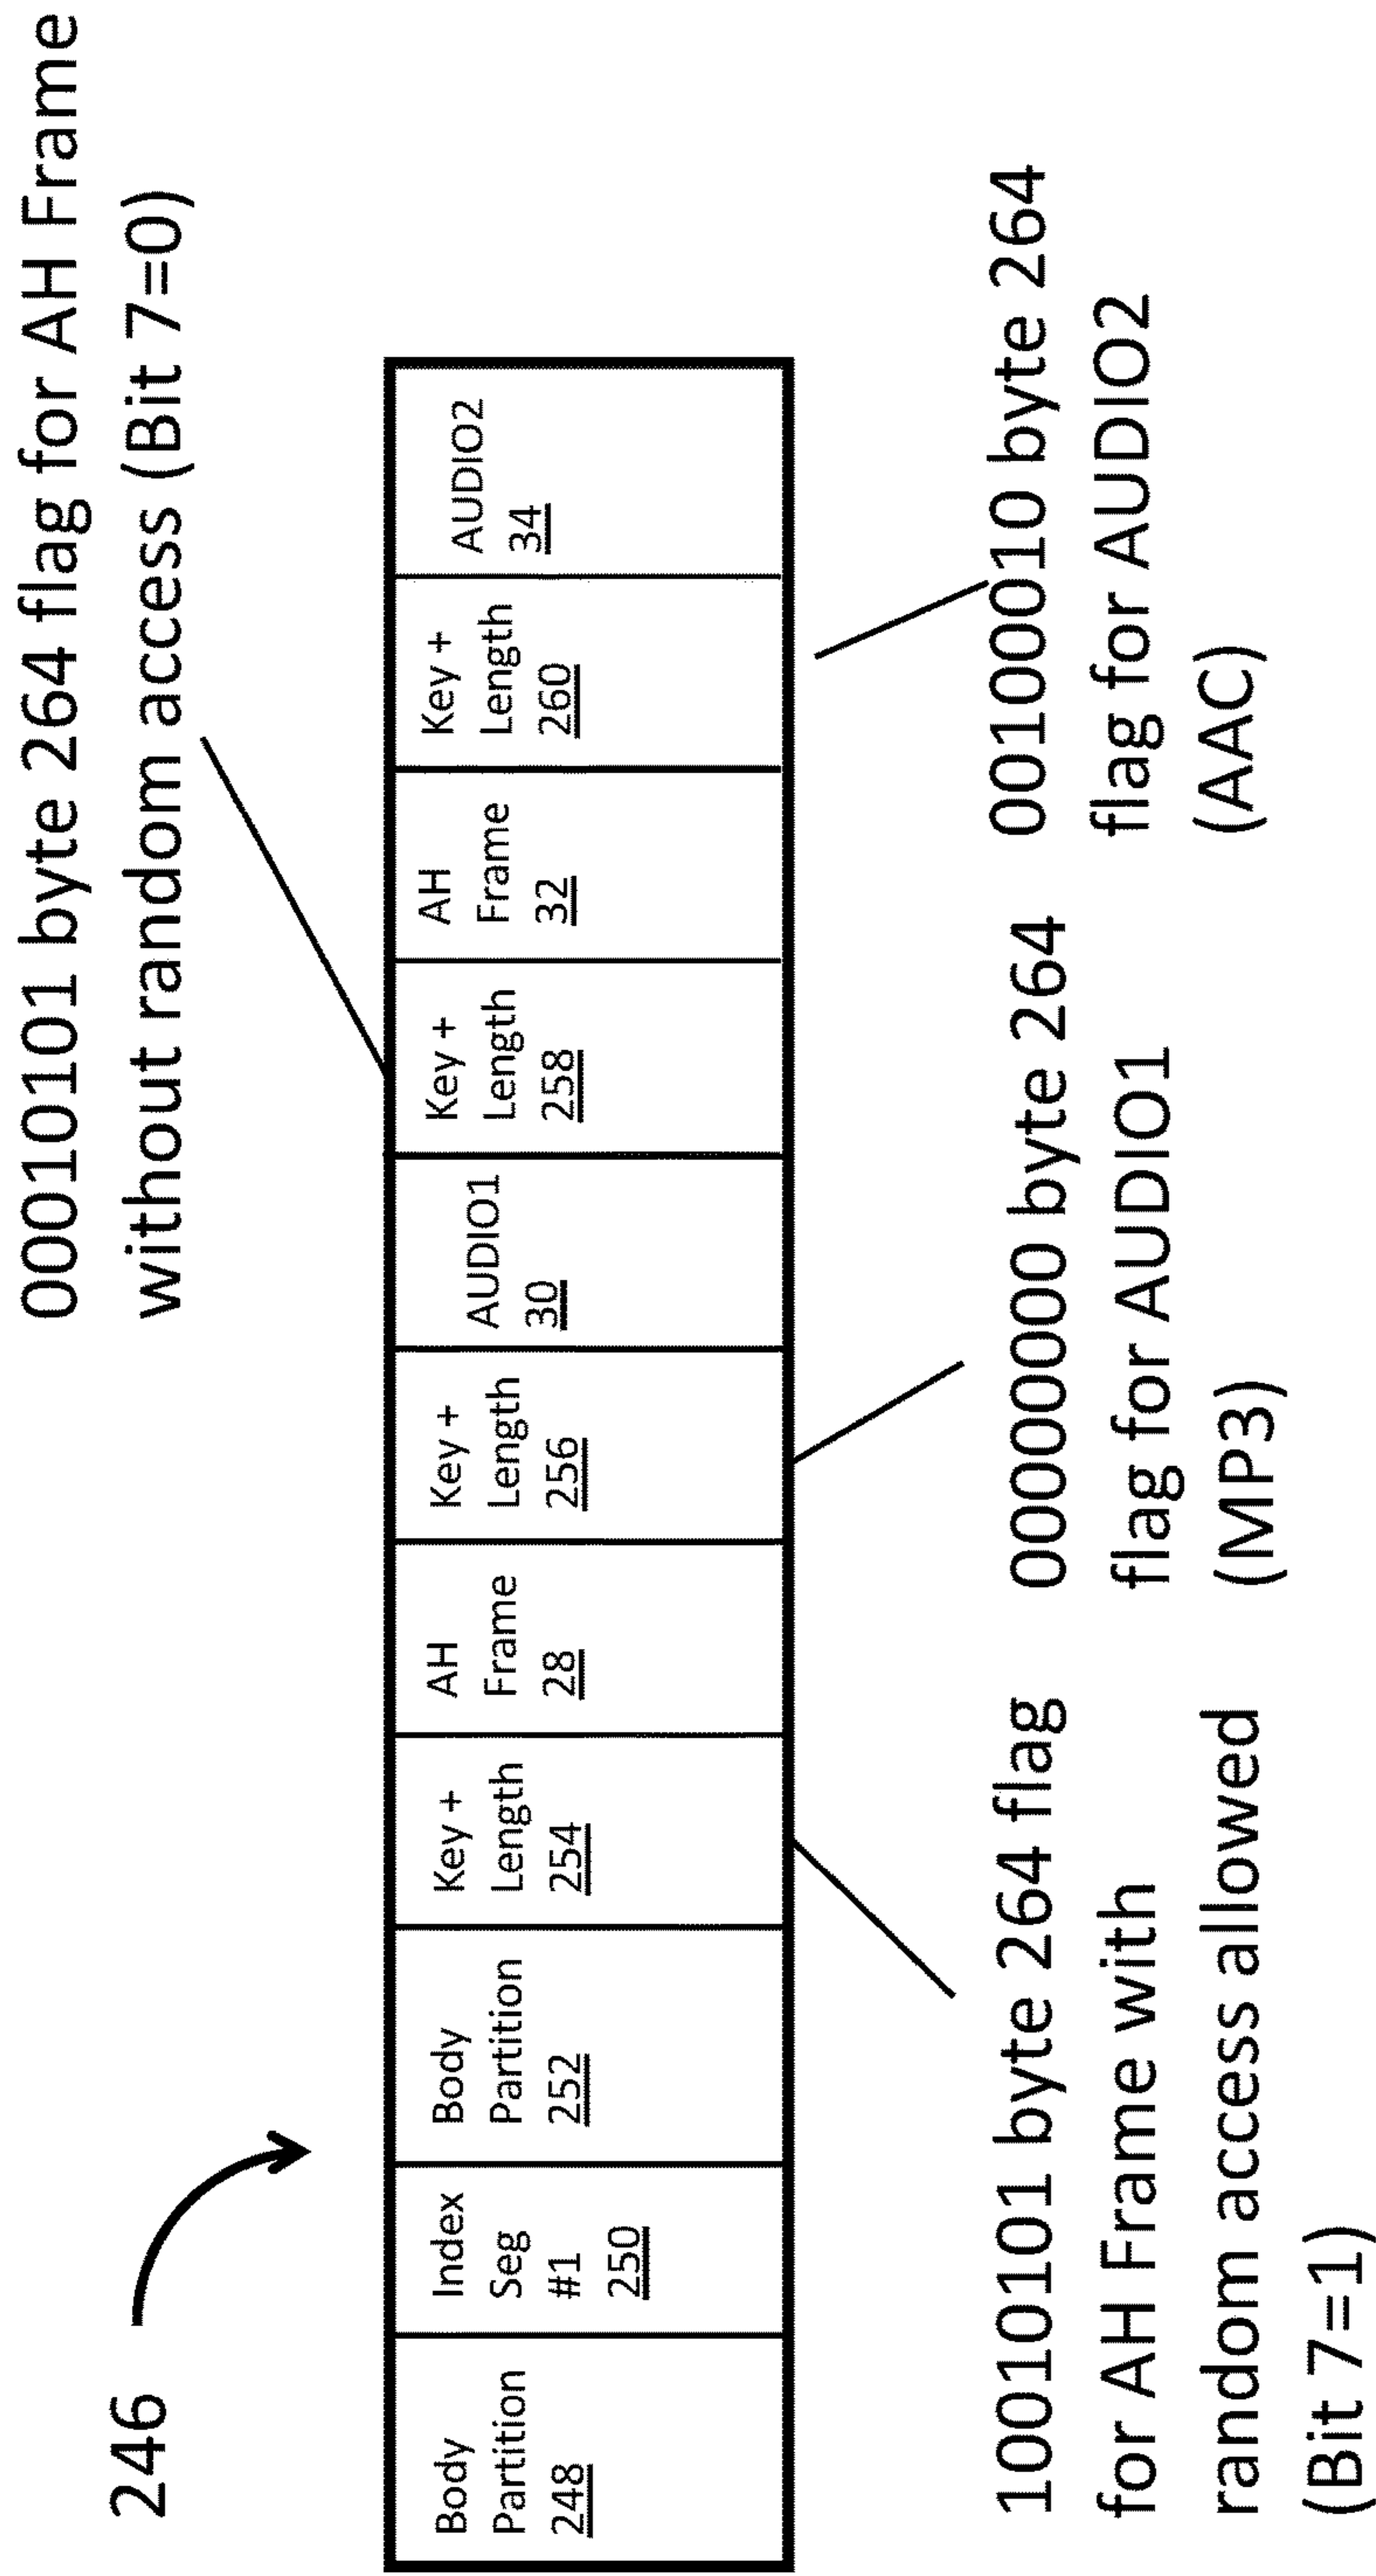 00010101 byte 264 flag for AH Frame
without random access (Bit 7=0)
246
Body
Partition
248
Index
Seg
#1
250
Body
Partition
252
Key +
Length
254
AH
Frame
28
Key +
Length
256
AUDIO1
30
Key +
Length
258
AH
Frame
32
Key +
Length
260
AUDIO2
34
10010101 byte 264 flag
for AH Frame with
random access allowed
(Bit 7=1)
00000000 byte 264
flag for AUDIO1
(MP3)
00100010 byte 264
flag for AUDIO2
(AAC)